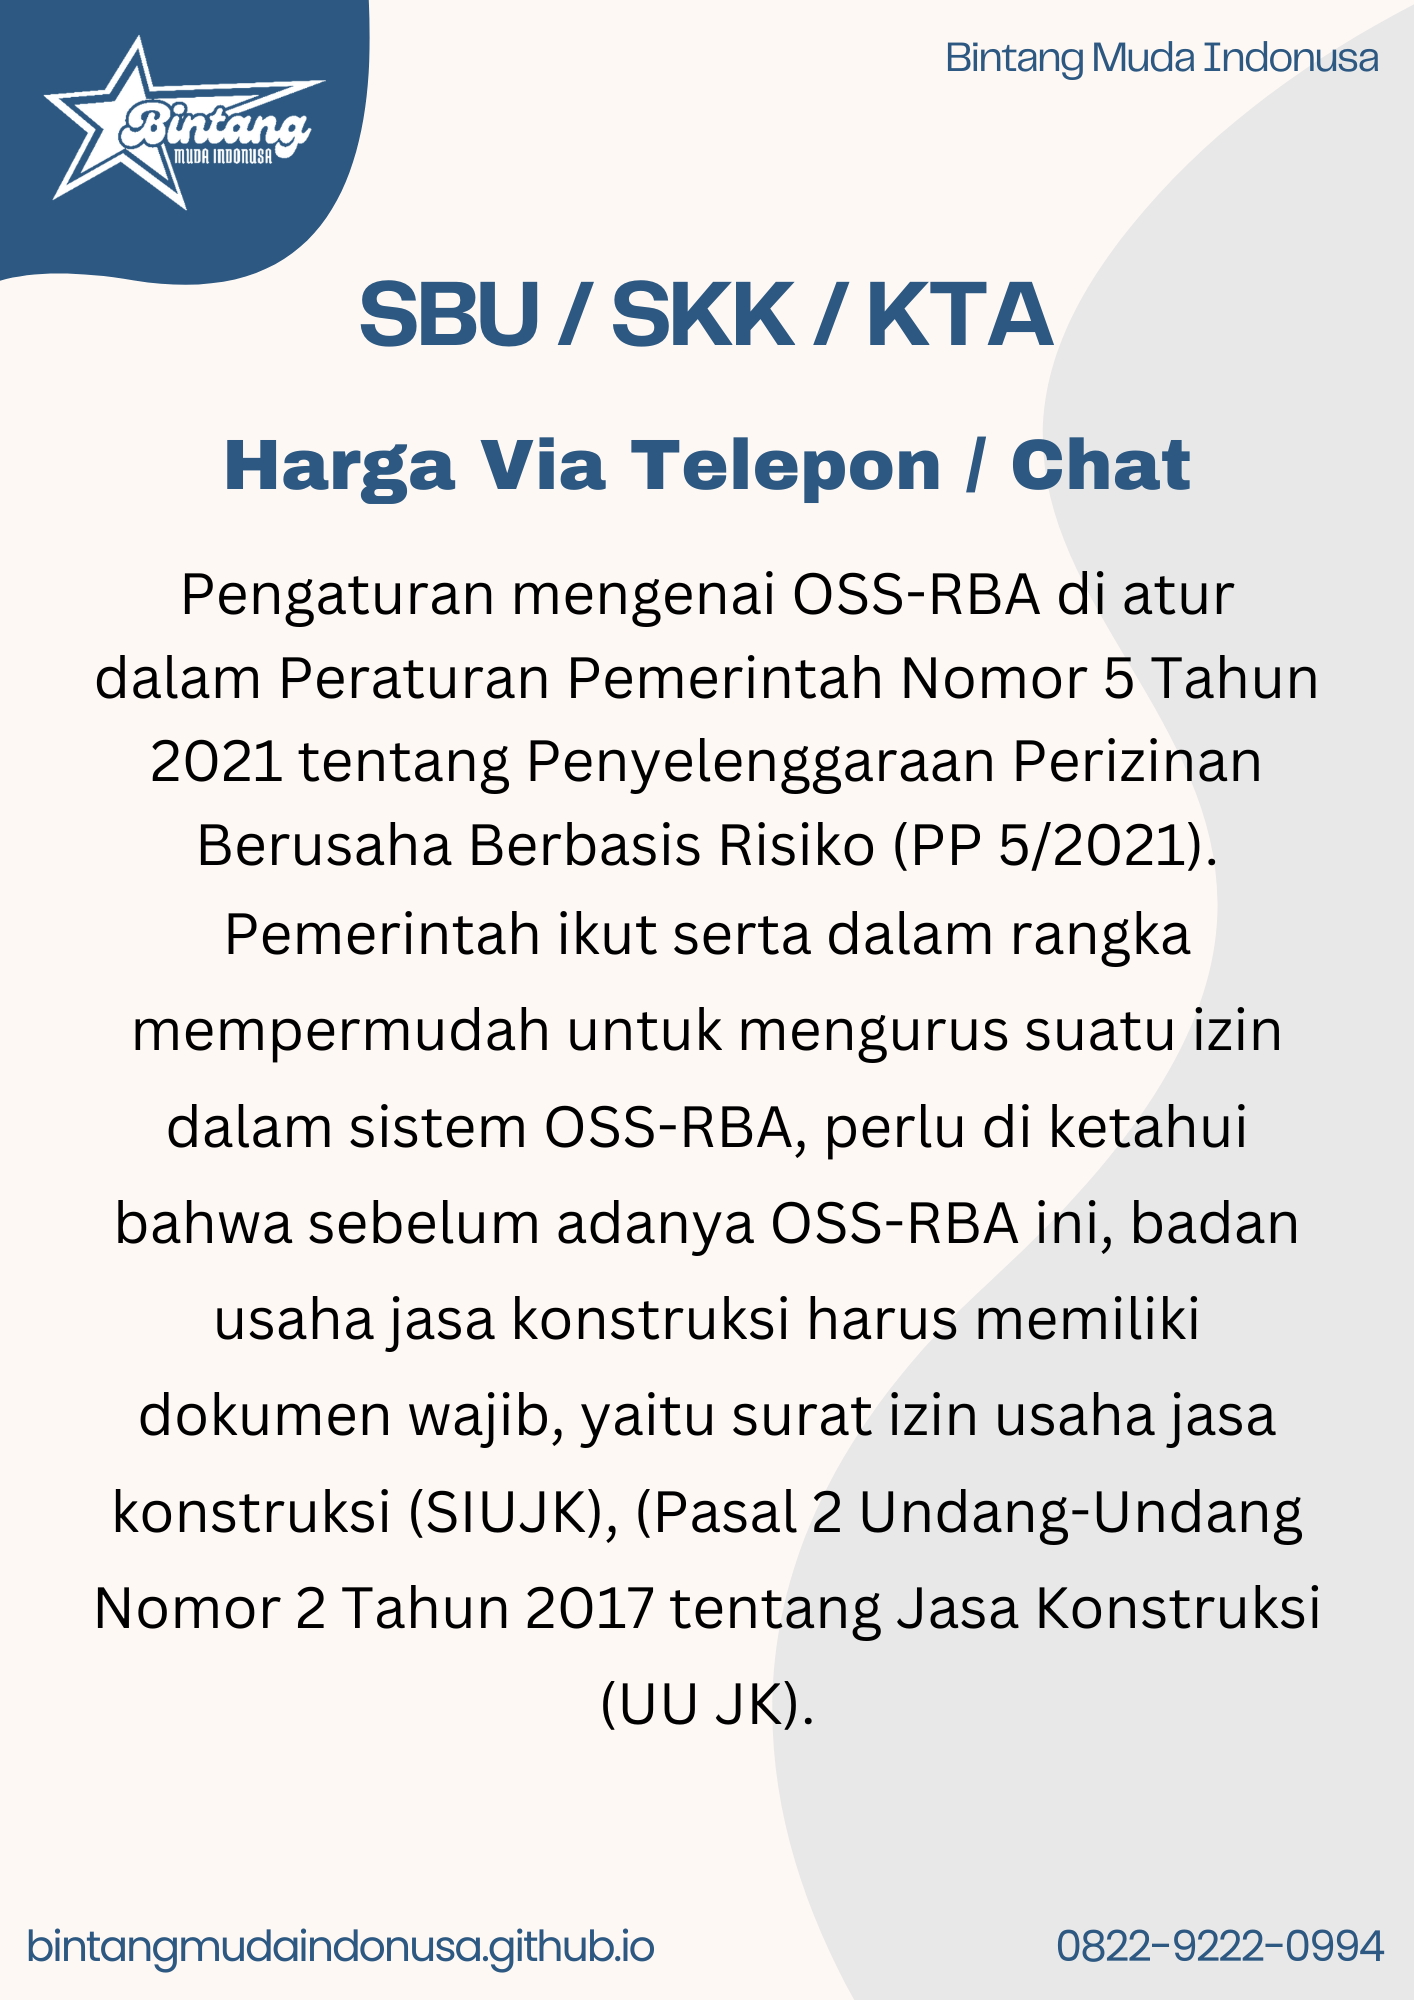 Bintang
MUDA INDONUSA
Bintang Muda Indonusa
SBU / SKK / KTA
Harga Via Telepon / Chat
Pengaturan mengenai OSS-RBA di atur
dalam Peraturan Pemerintah Nomor 5 Tahun
2021 tentang Penyelenggaraan Perizinan
Berusaha Berbasis Risiko (PP 5/2021).
Pemerintah ikut serta dalam rangka
mempermudah untuk mengurus suatu izin
dalam sistem OSS-RBA, perlu di ketahui
bahwa sebelum adanya OSS-RBA ini, badan
usaha jasa konstruksi harus memiliki
dokumen wajib, yaitu surat izin usaha jasa
konstruksi (SIUJK), (Pasal 2 Undang-Undang
Nomor 2 Tahun 2017 tentang Jasa Konstruksi
(UU JK).
bintangmudaindonusa.github.io
0822-9222-0994